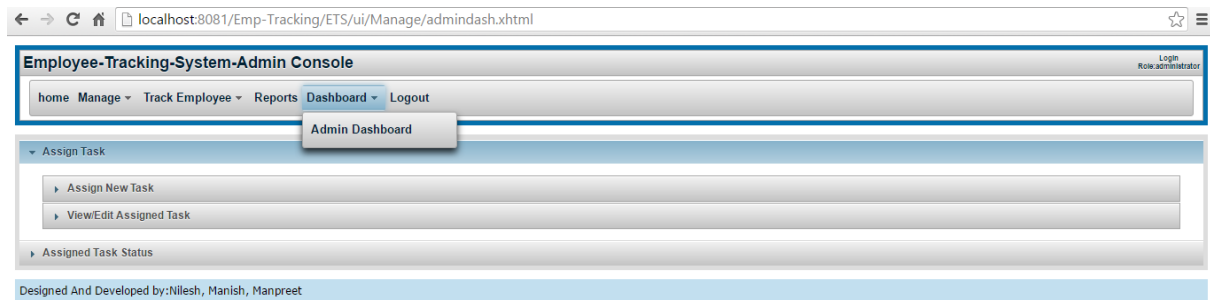 localhost:8081/Emp-Tracking/ETS/ui/Manage/admindash.xhtml
Employee-Tracking-System-Admin Console
Login
Role:administrator
home Manage Track Employee Reports Dashboard Logout
Admin Dashboard
Assign Task
Assign New Task
View/Edit Assigned Task
Assigned Task Status
Designed And Developed by:Nilesh, Manish, Manpreet